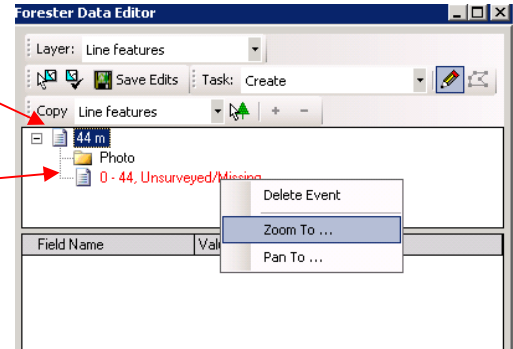 Forester Data Editor
Layer: Line features
Save Edits Task: Create
Copy Line features + -
44 m
Photo
0 - 44, Unsurveyed/Missing
Delete Event
Zoom To ...
Pan To ...
Field Name Val